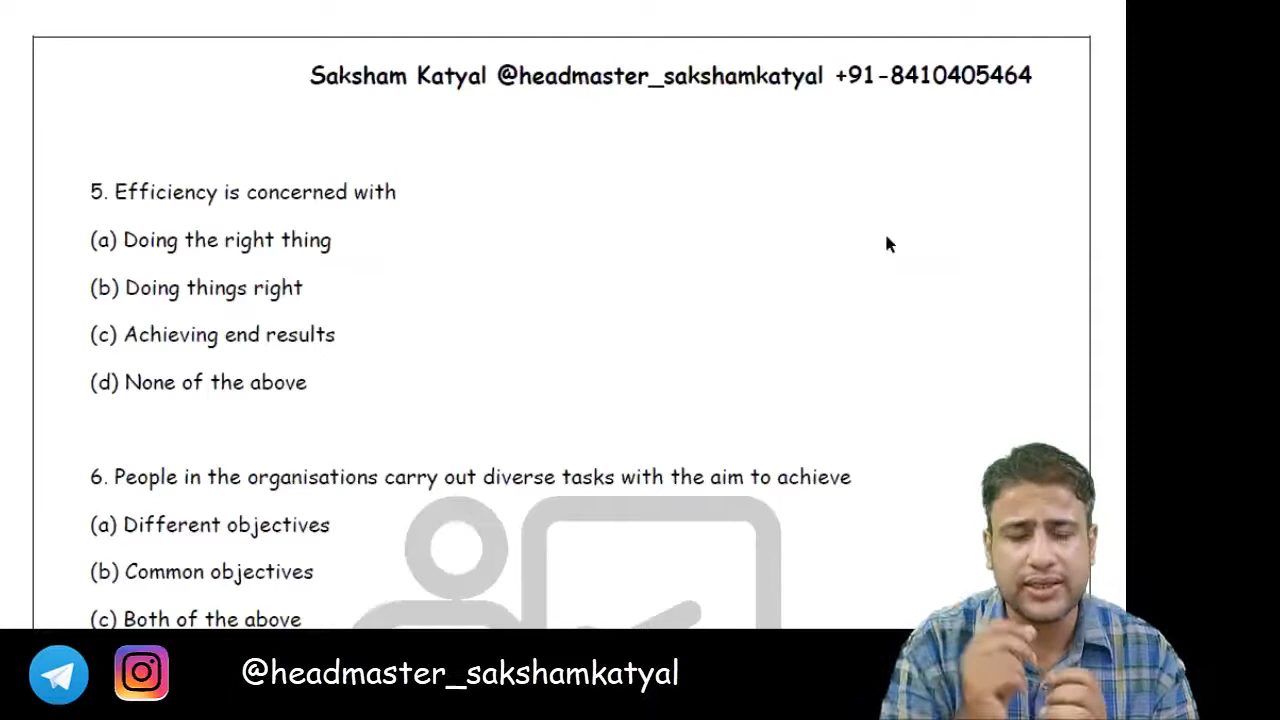 Saksham Katyal @headmaster_sakshamkatyal +91-8410405464
5. Efficiency is concerned with
(a) Doing the right thing
(b) Doing things right
(c) Achieving end results
(d) None of the above
6. People in the organisations carry out diverse tasks with the aim to achieve
(a) Different objectives
(b) Common objectives
(c) Both of the above
@headmaster_sakshamkatyal